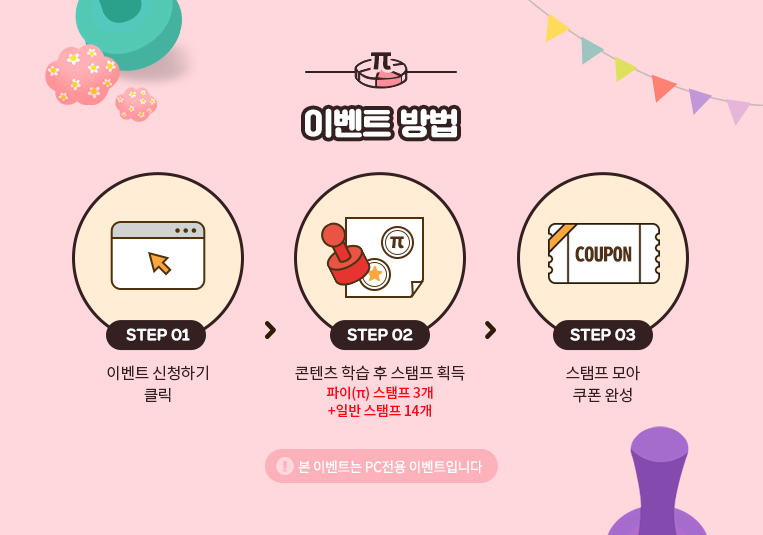 π
이벤트 방법
π
COUPON
STEP 01
STEP 02
STEP 03
이벤트 신청하기
클릭
콘텐츠 학습 후 스탬프 획득
파이(π) 스탬프 3개
+일반 스탬프 14개
스탬프 모아
쿠폰 완성
! 본 이벤트는 PC전용 이벤트입니다